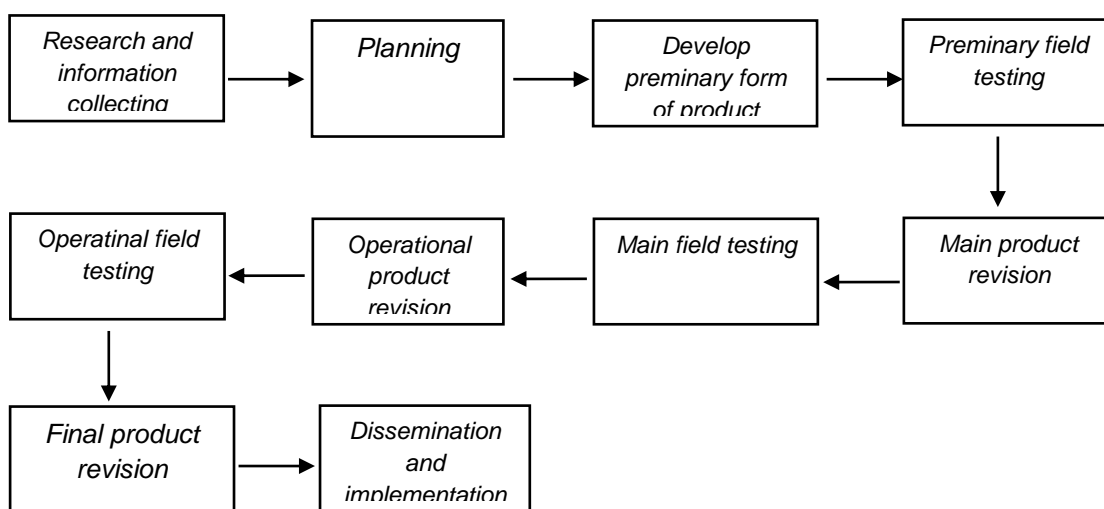 Research and
information
collecting
Planning
Develop
preminary form
of product
Preminary field
testing
Main product
revision
Main field testing
Operational
product
revision
Operatinal field
testing
Final product
revision
Dissemination
and
implementation